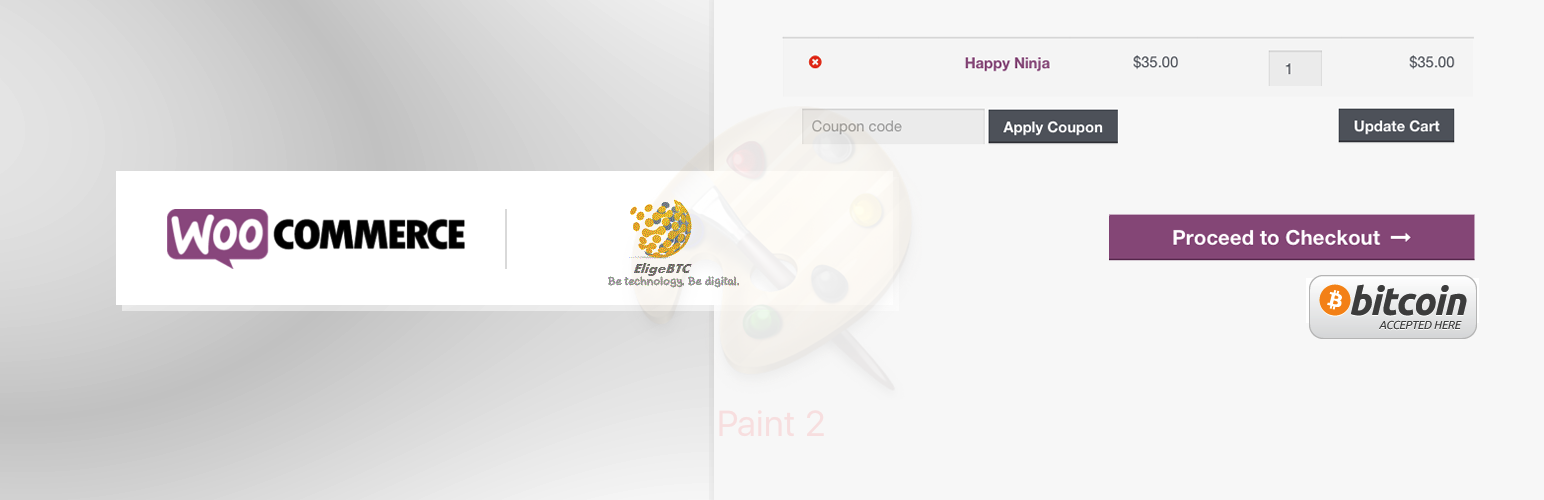 WOO COMMERCE
EligeBTC
Be technology. Be digital.
Happy Ninja $35.00 1 $35.00
Coupon code Apply Coupon Update Cart
Proceed to Checkout →
bitcoin
ACCEPTED HERE
Paint 2